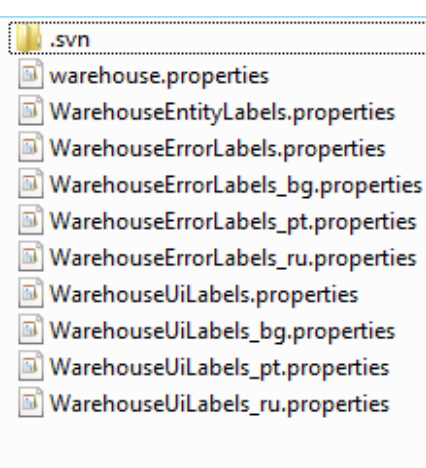 .svn
warehouse.properties
WarehouseEntityLabels.properties
WarehouseErrorLabels.properties
WarehouseErrorLabels_bg.properties
WarehouseErrorLabels_pt.properties
WarehouseErrorLabels_ru.properties
WarehouseUiLabels.properties
WarehouseUiLabels_bg.properties
WarehouseUiLabels_pt.properties
WarehouseUiLabels_ru.properties